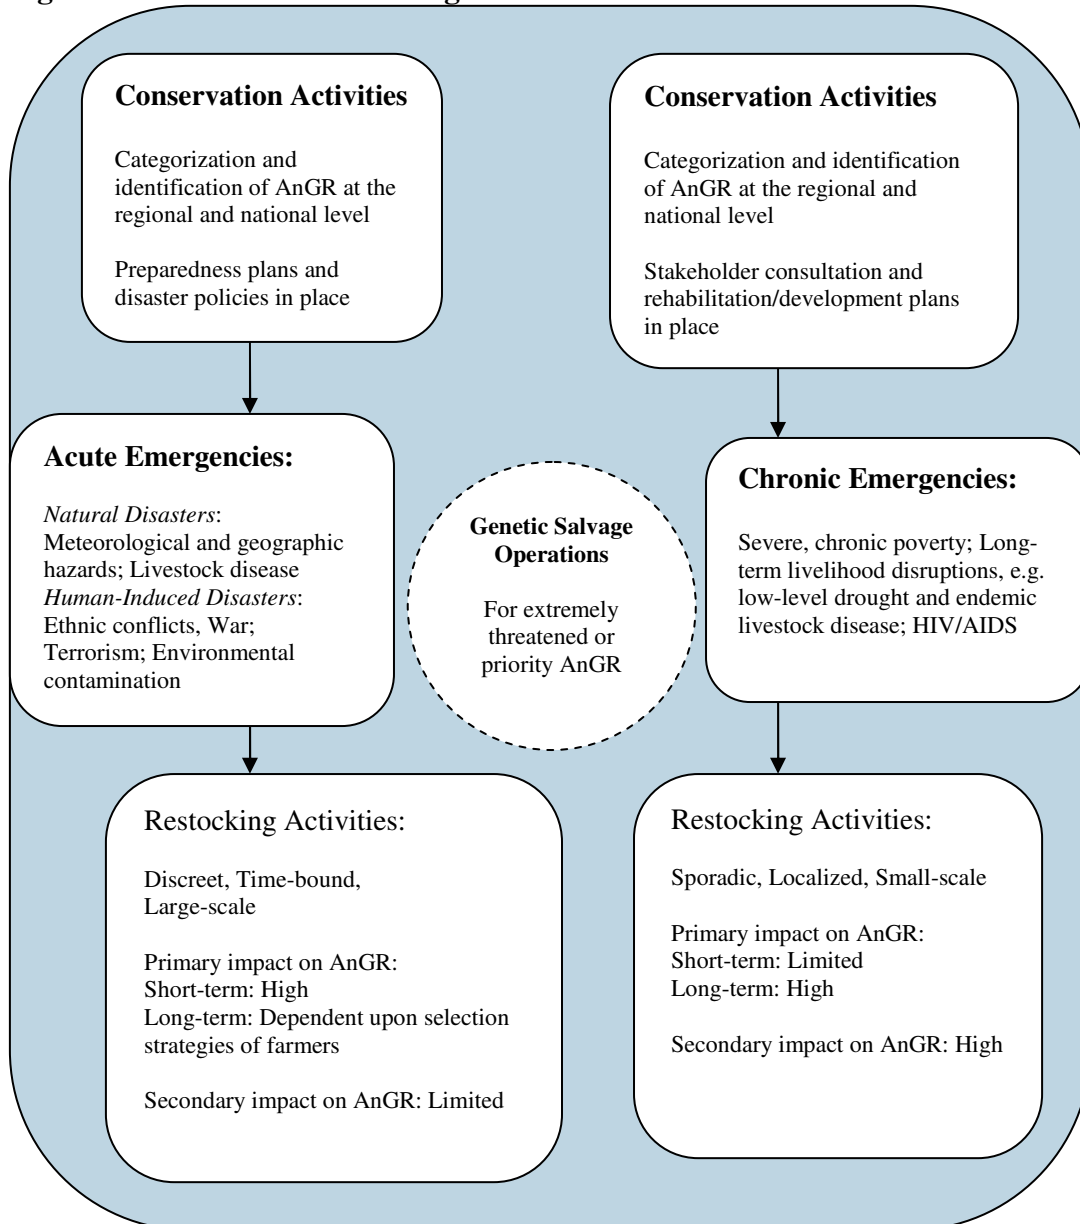 Conservation Activities
Categorization and
identification of AnGR at the
regional and national level
Preparedness plans and
disaster policies in place
Conservation Activities
Categorization and identification
of AnGR at the regional and
national level
Stakeholder consultation and
rehabilitation/development plans
in place
Acute Emergencies:
Natural Disasters:
Meteorological and geographic
hazards; Livestock disease
Human-Induced Disasters:
Ethnic conflicts, War;
Terrorism; Environmental
contamination
Genetic Salvage
Operations
For extremely
threatened or
priority AnGR
Chronic Emergencies:
Severe, chronic poverty; Long-
term livelihood disruptions, e.g.
low-level drought and endemic
livestock disease; HIV/AIDS
Restocking Activities:
Discreet, Time-bound,
Large-scale
Primary impact on AnGR:
Short-term: High
Long-term: Dependent upon selection
strategies of farmers
Secondary impact on AnGR: Limited
Restocking Activities:
Sporadic, Localized, Small-scale
Primary impact on AnGR:
Short-term: Limited
Long-term: High
Secondary impact on AnGR: High